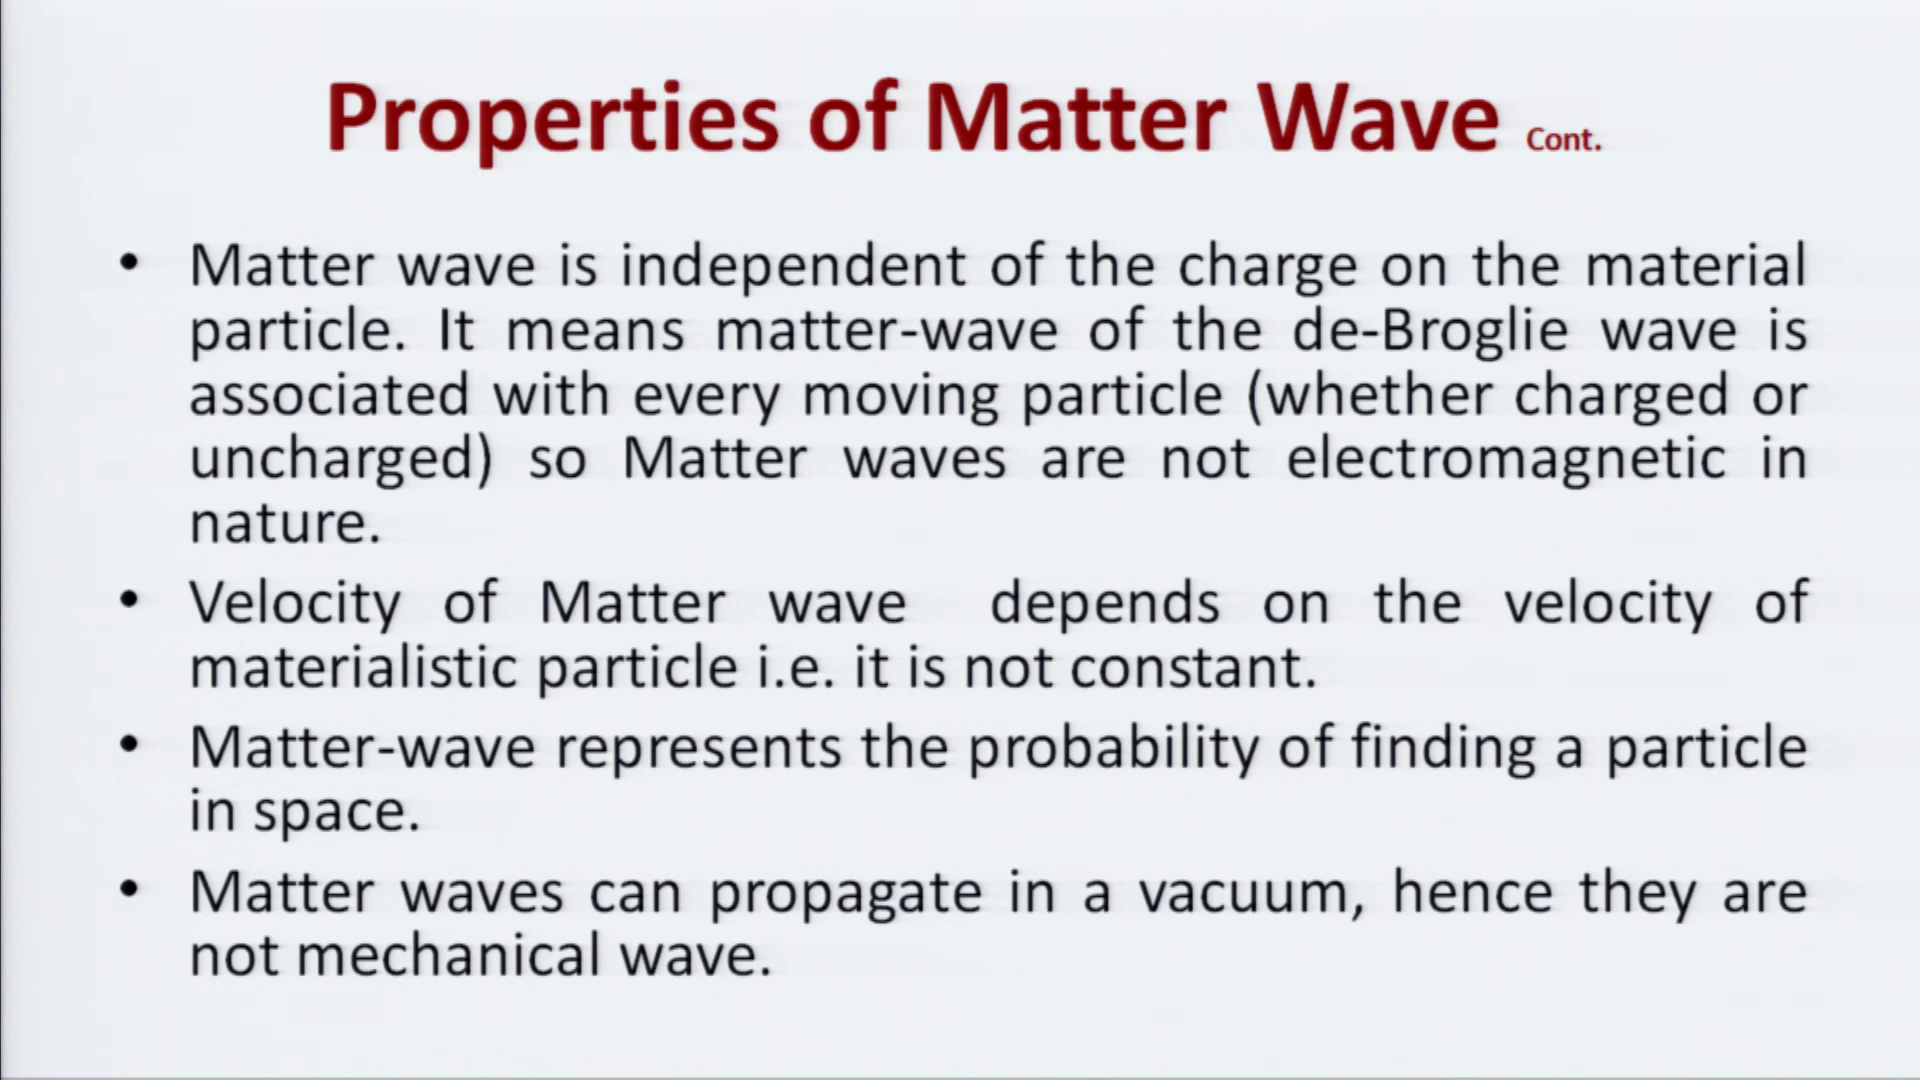 Properties of Matter Wave Cont.
• Matter wave is independent of the charge on the material
particle. It means matter-wave of the de-Broglie wave is
associated with every moving particle (whether charged or
uncharged) so Matter waves are not electromagnetic in
nature.
• Velocity of Matter wave depends on the velocity of
materialistic particle i.e. it is not constant.
• Matter-wave represents the probability of finding a particle
in space.
• Matter waves can propagate in a vacuum, hence they are
not mechanical wave.